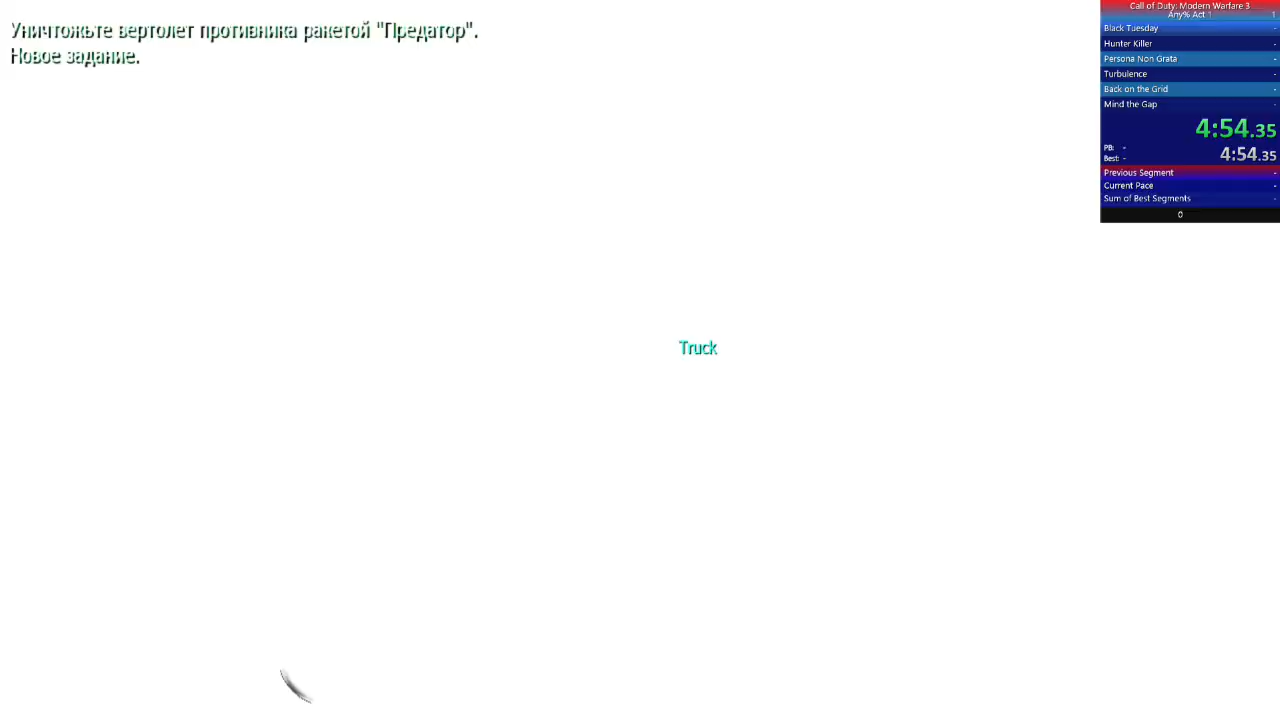 Уничтожьте вертолет противника ракетой "Предатор".
Новое задание.
Truck
Call of Duty: Modern Warfare 3
Any% Act 1 1
Black Tuesday -
Hunter Killer -
Persona Non Grata -
Turbulence -
Back on the Grid -
Mind the Gap -
4:54.35
PB: -
Best: - 4:54.35
Previous Segment -
Current Pace -
Sum of Best Segments -
0